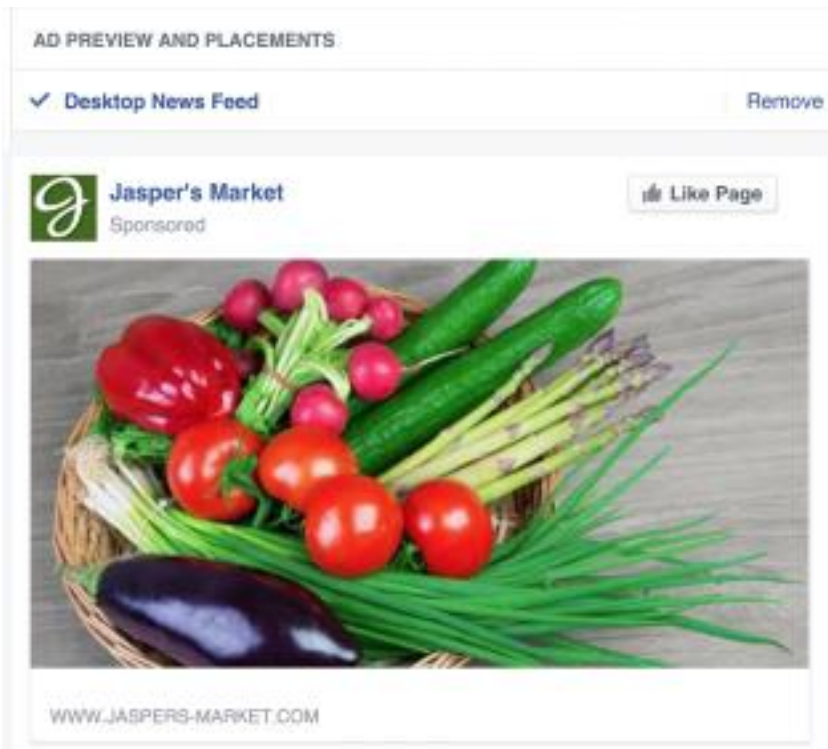 AD PREVIEW AND PLACEMENTS
Desktop News Feed
Remove
Jasper's Market
Like Page
Sponsored
WWW.JASPERS-MARKET.COM